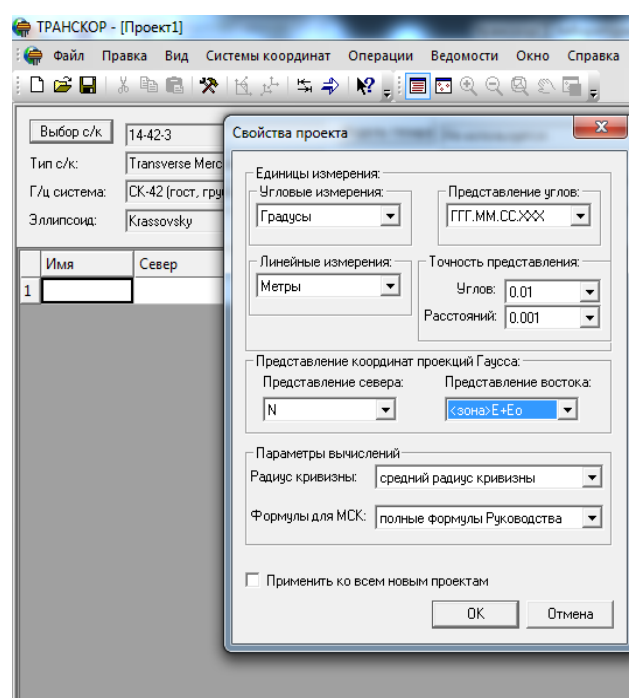 ТРАНСКОР - [Проект1]
Файл Правка Вид Системы координат Операции Ведомости Окно Справка
Выбор с/к 14-42-3
Тип с/к: Transverse Merc
Г/ц система: СК-42 (гост, гру
Эллипсоид: Krassovsky
Имя Север
1
Свойства проекта
Единицы измерения:
Угловые измерения: Представление углов:
Градусы ГГГ.ММ.СС.XXX
Линейные измерения: Точность представления:
Метры Углов: 0.01
Расстояний: 0.001
Представление координат проекций Гаусса:
Представление севера: Представление востока:
N <зона>E+Eo
Параметры вычислений
Радиус кривизны: средний радиус кривизны
Формулы для МСК: полные формулы Руководства
Применить ко всем новым проектам
OK Отмена